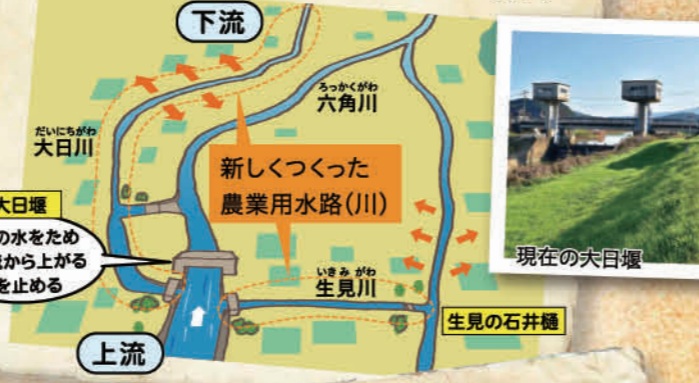 下流
ろっかくがわ
六角川
だいにちがわ
大日川
新しくつくった
農業用水路(川)
大日堰
の水をため
から上がる
を止める
いきみ がわ
生見川
生見の石井樋
上流
現在の大日堰